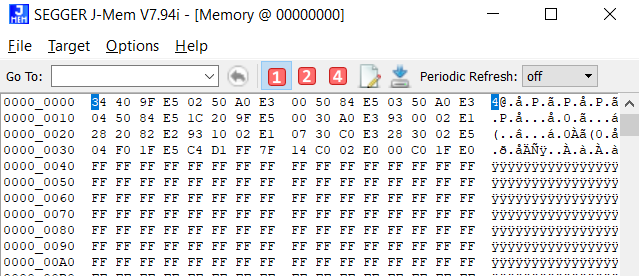 J MEM SEGGER J-Mem V7.94i - [Memory @ 00000000]
File Target Options Help
Go To: 1 2 4 Periodic Refresh: off
0000_0000 34 40 9F E5 02 50 A0 E3 00 50 84 E5 03 50 A0 E3 4@.å.P.ã.P.å.P.ã
0000_0010 04 50 84 E5 1C 20 9F E5 00 30 A0 E3 93 00 02 E1 .P.å...å.0.ã...á
0000_0020 28 20 82 E2 93 10 02 E1 07 30 C0 E3 28 30 02 E5 (..â...á.0Àã(0.å
0000_0030 04 F0 1F E5 C4 D1 FF 7F 14 C0 02 E0 00 C0 1F E0 .ð.åÄÑÿ..À.à.À.à
0000_0040 FF FF FF FF FF FF FF FF FF FF FF FF FF FF FF FF ÿÿÿÿÿÿÿÿÿÿÿÿÿÿÿÿ
0000_0050 FF FF FF FF FF FF FF FF FF FF FF FF FF FF FF FF ÿÿÿÿÿÿÿÿÿÿÿÿÿÿÿÿ
0000_0060 FF FF FF FF FF FF FF FF FF FF FF FF FF FF FF FF ÿÿÿÿÿÿÿÿÿÿÿÿÿÿÿÿ
0000_0070 FF FF FF FF FF FF FF FF FF FF FF FF FF FF FF FF ÿÿÿÿÿÿÿÿÿÿÿÿÿÿÿÿ
0000_0080 FF FF FF FF FF FF FF FF FF FF FF FF FF FF FF FF ÿÿÿÿÿÿÿÿÿÿÿÿÿÿÿÿ
0000_0090 FF FF FF FF FF FF FF FF FF FF FF FF FF FF FF FF ÿÿÿÿÿÿÿÿÿÿÿÿÿÿÿÿ
0000_00A0 FF FF FF FF FF FF FF FF FF FF FF FF FF FF FF FF ÿÿÿÿÿÿÿÿÿÿÿÿÿÿÿÿ